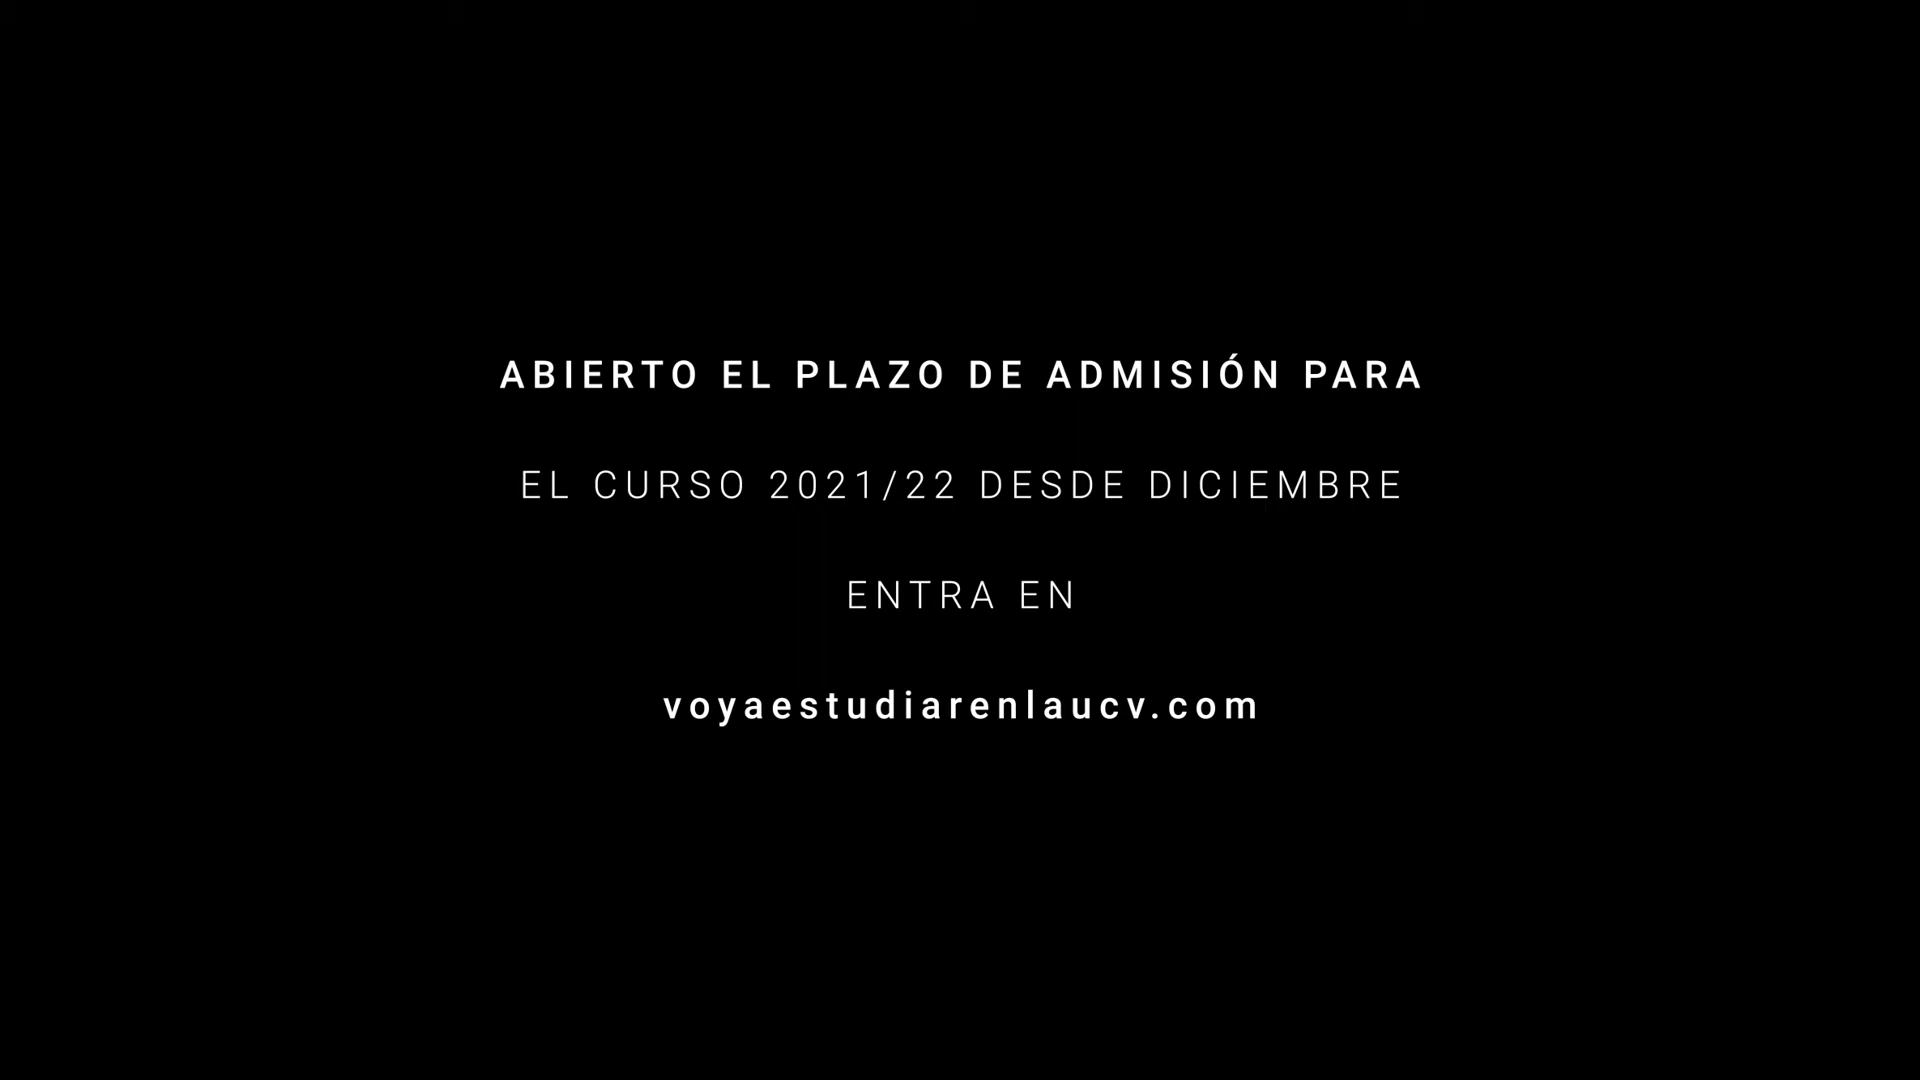 ABIERTO EL PLAZO DE ADMISIÓN PARA
EL CURSO 2021/22 DESDE DICIEMBRE
ENTRA EN
voyaestudiarenlaucv.com